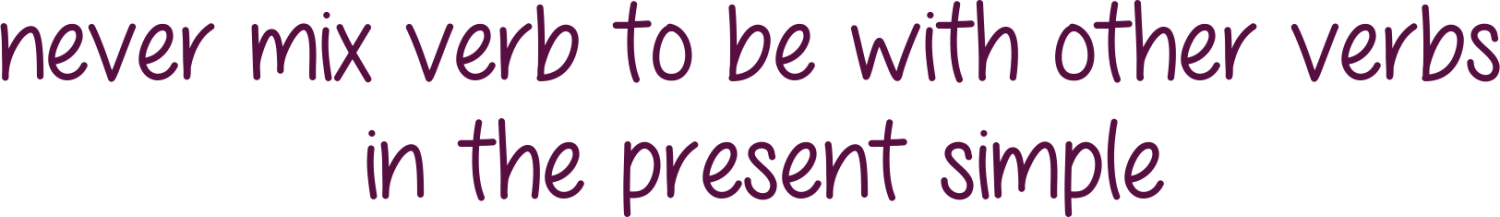 never mix verb to be with other verbs
in the present simple